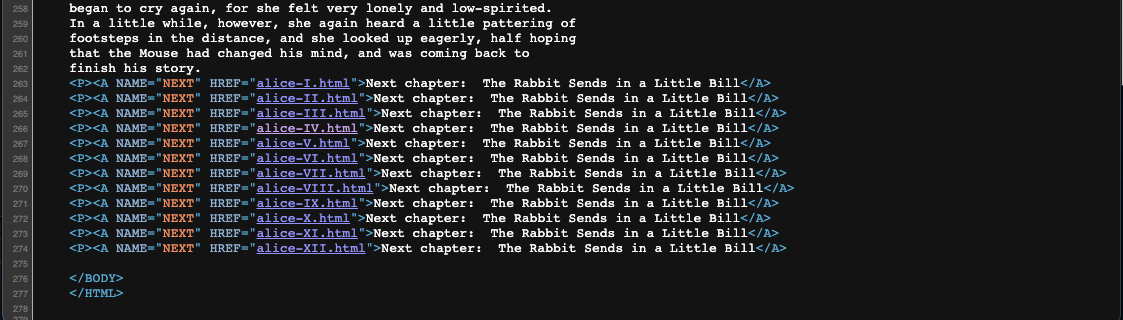 258 began to cry again, for she felt very lonely and low-spirited.
259 In a little while, however, she again heard a little pattering of
260 footsteps in the distance, and she looked up eagerly, half hoping
261 that the Mouse had changed his mind, and was coming back to
262 finish his story.
263 <P><A NAME="NEXT" HREF="alice-I.html">Next chapter:  The Rabbit Sends in a Little Bill</A>
264 <P><A NAME="NEXT" HREF="alice-II.html">Next chapter:  The Rabbit Sends in a Little Bill</A>
265 <P><A NAME="NEXT" HREF="alice-III.html">Next chapter:  The Rabbit Sends in a Little Bill</A>
266 <P><A NAME="NEXT" HREF="alice-IV.html">Next chapter:  The Rabbit Sends in a Little Bill</A>
267 <P><A NAME="NEXT" HREF="alice-V.html">Next chapter:  The Rabbit Sends in a Little Bill</A>
268 <P><A NAME="NEXT" HREF="alice-VI.html">Next chapter:  The Rabbit Sends in a Little Bill</A>
269 <P><A NAME="NEXT" HREF="alice-VII.html">Next chapter:  The Rabbit Sends in a Little Bill</A>
270 <P><A NAME="NEXT" HREF="alice-VIII.html">Next chapter:  The Rabbit Sends in a Little Bill</A>
271 <P><A NAME="NEXT" HREF="alice-IX.html">Next chapter:  The Rabbit Sends in a Little Bill</A>
272 <P><A NAME="NEXT" HREF="alice-X.html">Next chapter:  The Rabbit Sends in a Little Bill</A>
273 <P><A NAME="NEXT" HREF="alice-XI.html">Next chapter:  The Rabbit Sends in a Little Bill</A>
274 <P><A NAME="NEXT" HREF="alice-XII.html">Next chapter:  The Rabbit Sends in a Little Bill</A>
275
276 </BODY>
277 </HTML>
278